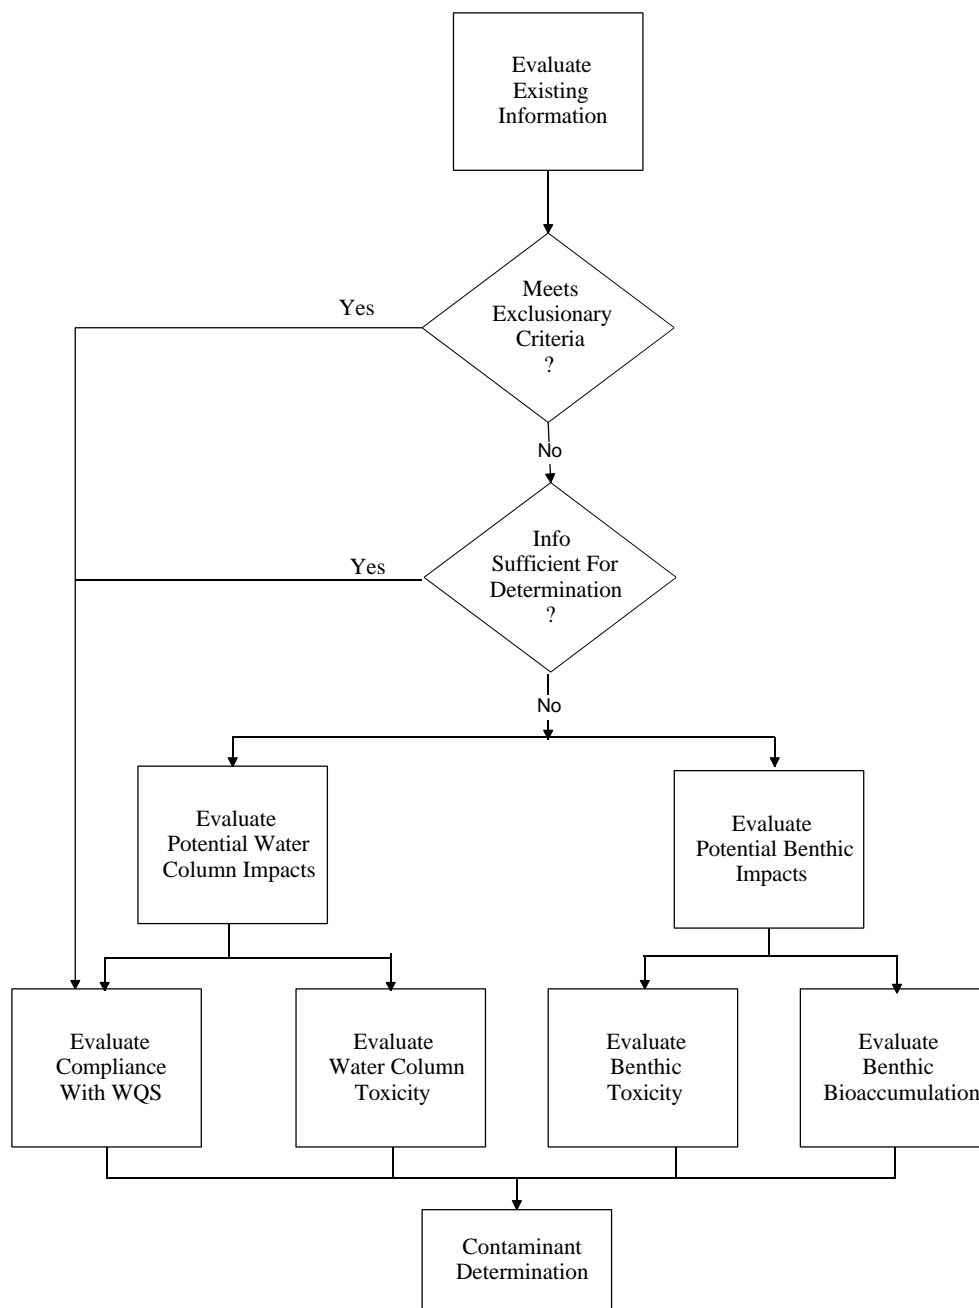 Evaluate
Existing
Information
Meets
Exclusionary
Criteria
?
Yes
No
Info
Sufficient For
Determination
?
Yes
No
Evaluate
Potential Water
Column Impacts
Evaluate
Potential Benthic
Impacts
Evaluate
Compliance
With WQS
Evaluate
Water Column
Toxicity
Evaluate
Benthic
Toxicity
Evaluate
Benthic
Bioaccumulation
Contaminant
Determination